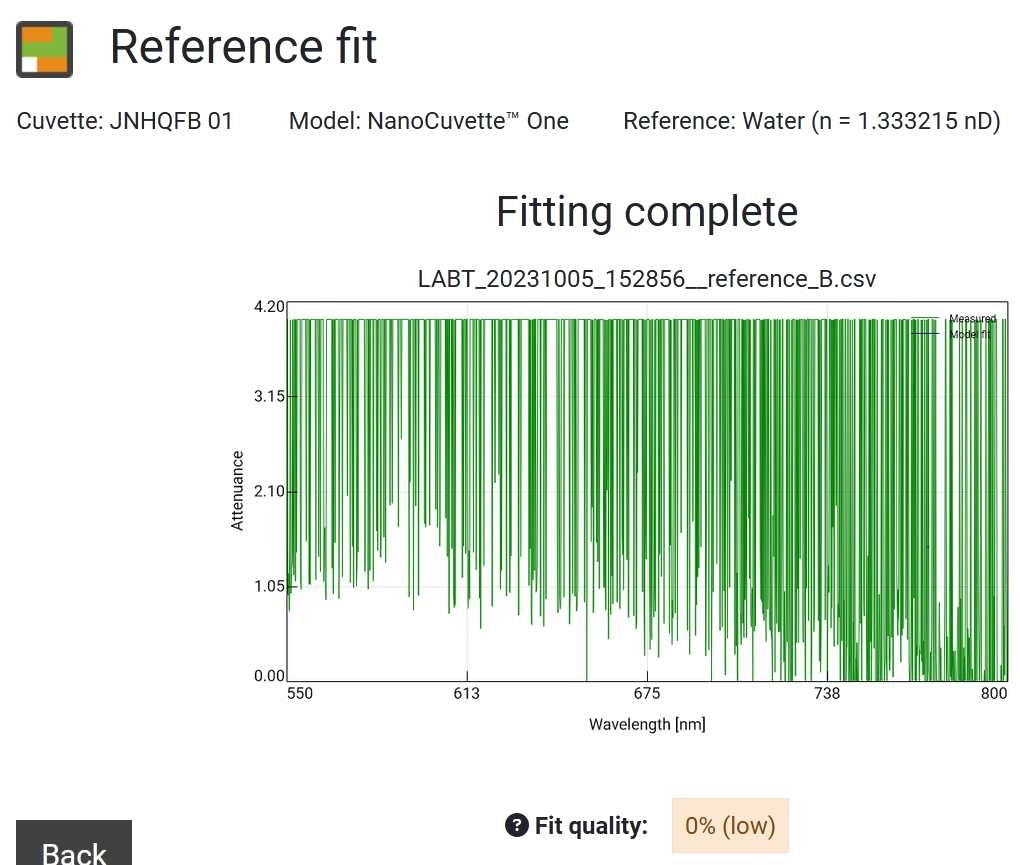 Reference fit
Cuvette: JNHQFB 01 Model: NanoCuvette™ One Reference: Water (n = 1.333215 nD)
Fitting complete
LABT_20231005_152856__reference_B.csv
4.20
3.15
2.10
1.05
0.00
Attenuance
Measured
Model fit
550 613 675 738 800
Wavelength [nm]
? Fit quality: 0% (low)
Back